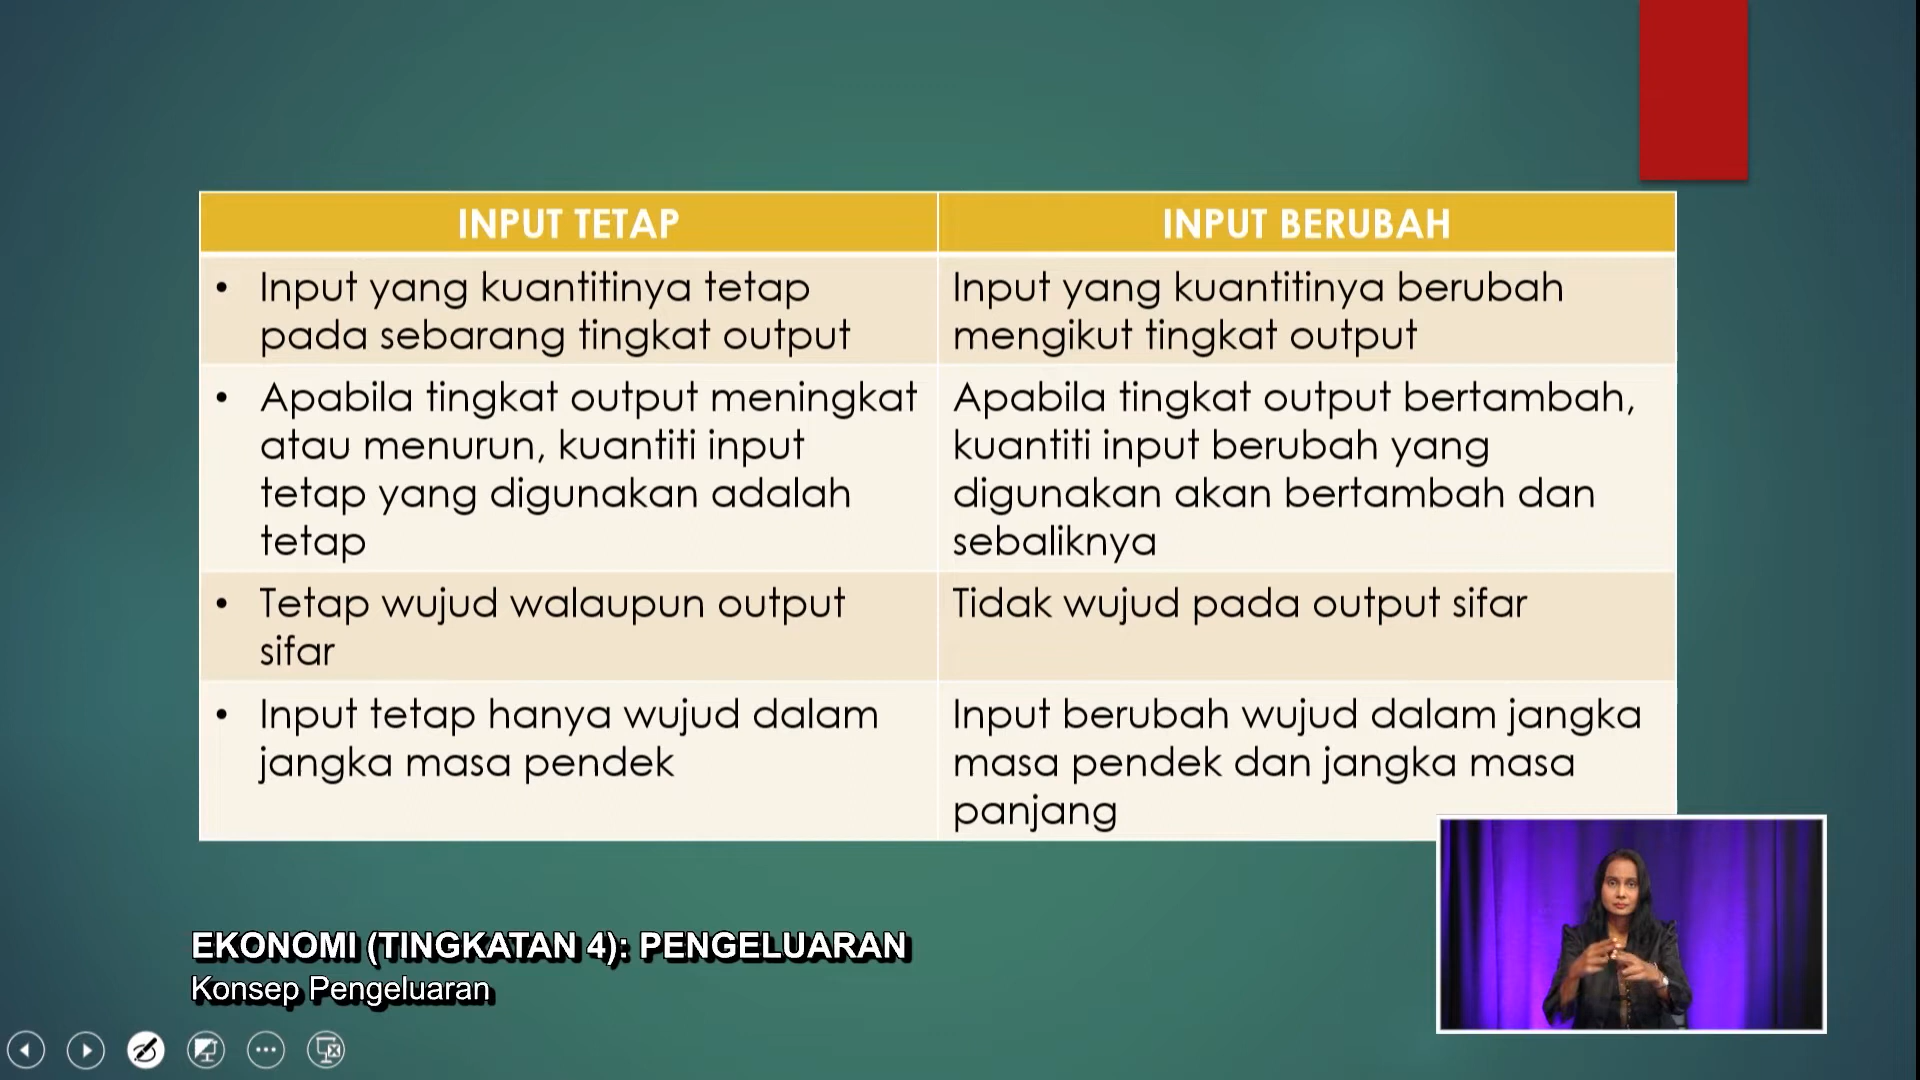 INPUT TETAP
INPUT BERUBAH
• Input yang kuantitinya tetap
pada sebarang tingkat output
Input yang kuantitinya berubah
mengikut tingkat output
• Apabila tingkat output meningkat
atau menurun, kuantiti input
tetap yang digunakan adalah
tetap
Apabila tingkat output bertambah,
kuantiti input berubah yang
digunakan akan bertambah dan
sebaliknya
• Tetap wujud walaupun output
sifar
Tidak wujud pada output sifar
• Input tetap hanya wujud dalam
jangka masa pendek
Input berubah wujud dalam jangka
masa pendek dan jangka masa
panjang
EKONOMI (TINGKATAN 4): PENGELUARAN
Konsep Pengeluaran